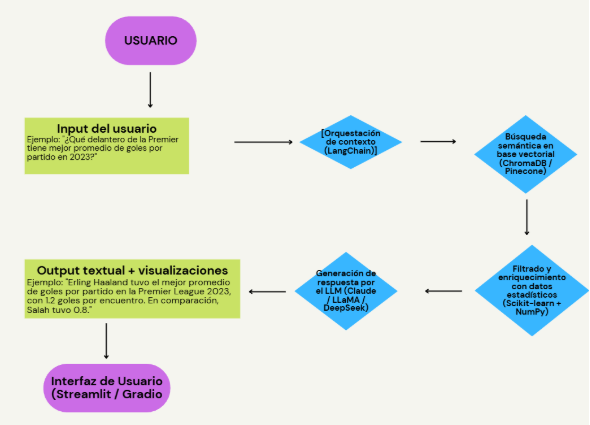 USUARIO
Input del usuario
Ejemplo: "¿Qué delantero de la Premier
tiene mejor promedio de goles por
partido en 2023?"
[Orquestación
de contexto
(LangChain)]
Búsqueda
semántica en
base vectorial
(ChromaDB /
Pinecone)
Filtrado y
enriquecimiento
con datos
estadísticos
(Scikit-learn +
NumPy)
Generación de
respuesta por
el LLM (Claude
/ LLaMA /
DeepSeek)
Output textual + visualizaciones
Ejemplo: "Erling Haaland tuvo el mejor promedio
de goles por partido en la Premier League 2023,
con 1.2 goles por encuentro. En comparación,
Salah tuvo 0.8."
Interfaz de Usuario
(Streamlit / Gradio